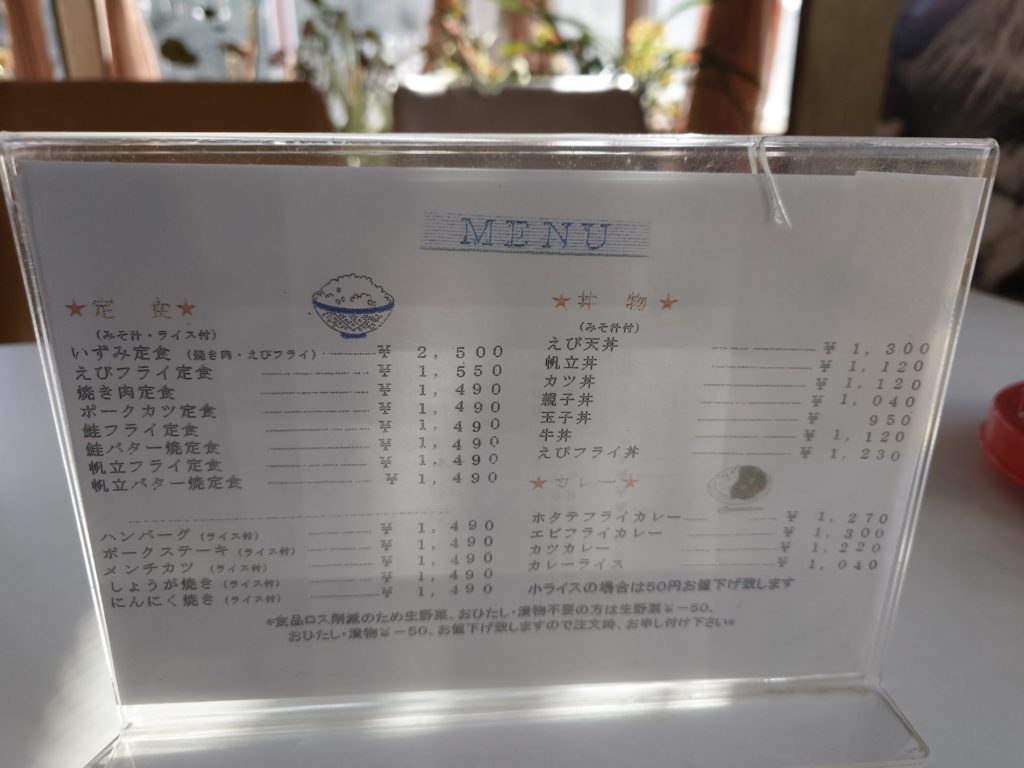 MENU
★定 食★
(みそ汁・ライス付)
いずみ定食 (焼き肉・えびフライ) ¥ 2,500
えびフライ定食 ¥ 1,550
焼き肉定食 ¥ 1,490
ポークカツ定食 ¥ 1,490
鮭フライ定食 ¥ 1,490
鮭バター焼定食 ¥ 1,490
帆立フライ定食 ¥ 1,490
帆立バター焼定食 ¥ 1,490
ハンバーグ (ライス付) ¥ 1,490
ポークステーキ (ライス付) ¥ 1,490
メンチカツ (ライス付) ¥ 1,490
しょうが焼き (ライス付) ¥ 1,490
にんにく焼き (ライス付) ¥ 1,490
★丼 物★
(みそ汁付)
えび天丼 ¥ 1,300
帆立丼 ¥ 1,120
カツ丼 ¥ 1,120
親子丼 ¥ 1,040
玉子丼 ¥ 950
牛丼 ¥ 1,120
えびフライ丼 ¥ 1,230
★カレー★
ホタテフライカレー ¥ 1,270
エビフライカレー ¥ 1,300
カツカレー ¥ 1,220
カレーライス ¥ 1,040
小ライスの場合は50円お値下げ致します
*食品ロス削減のため生野菜、おひたし・漬物不要の方は生野菜¥−50、
おひたし・漬物¥−50、お値下げ致しますので注文時、お申し付け下さい*